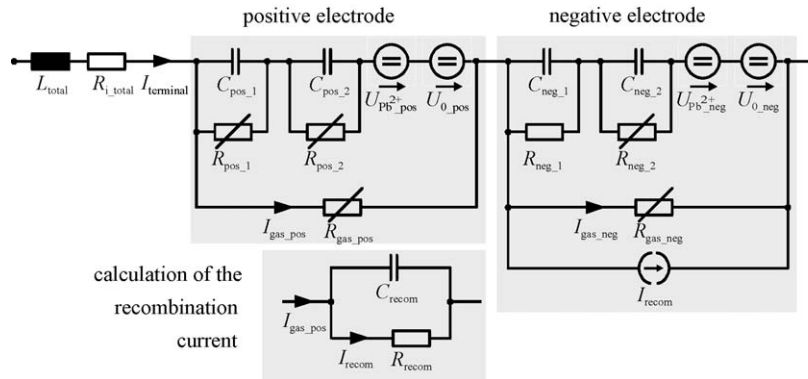 positive electrode
negative electrode
L_total
R_i_total
I_terminal
C_pos_1
C_pos_2
U_Pb²⁺_pos
U_0_pos
C_neg_1
C_neg_2
U_Pb²⁺_neg
U_0_neg
R_pos_1
R_pos_2
R_neg_1
R_neg_2
I_gas_pos
R_gas_pos
I_gas_neg
R_gas_neg
calculation of the
recombination
current
C_recom
I_gas_pos
I_recom
R_recom
I_recom